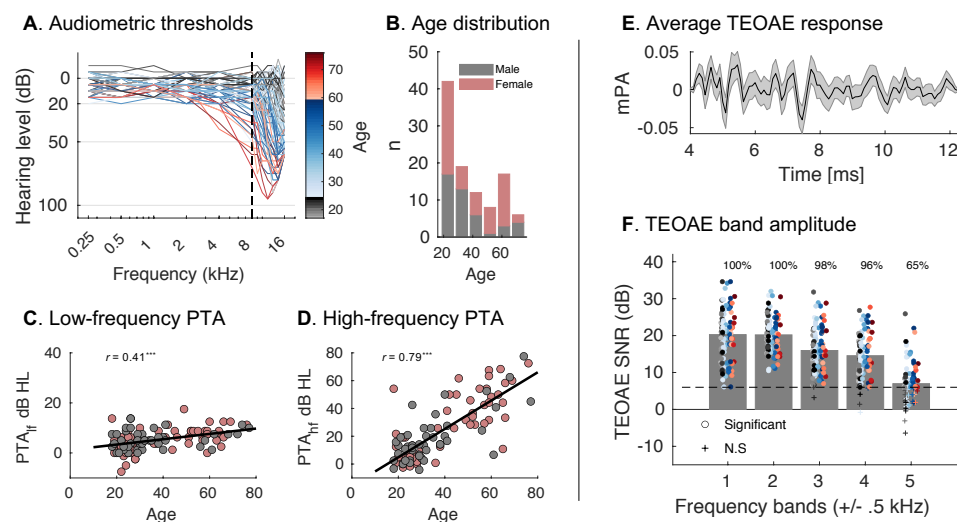 A. Audiometric thresholds
Hearing level (dB)
0
20
50
100
0.25
0.5
1
2
4
8
16
Frequency (kHz)
70
60
50
40
30
20
Age
B. Age distribution
n
50
40
30
20
10
0
Male
Female
20
40
60
Age
C. Low-frequency PTA
r = 0.41***
PTAlf dB HL
40
20
0
0
20
40
60
80
Age
D. High-frequency PTA
r = 0.79***
PTAhf dB HL
80
60
40
20
0
0
20
40
60
80
Age
E. Average TEOAE response
mPA
0.05
0
-0.05
4
6
8
10
12
Time [ms]
F. TEOAE band amplitude
TEOAE SNR (dB)
40
30
20
10
0
-10
100%
100%
98%
96%
65%
Significant
N.S
1
2
3
4
5
Frequency bands (+/- .5 kHz)